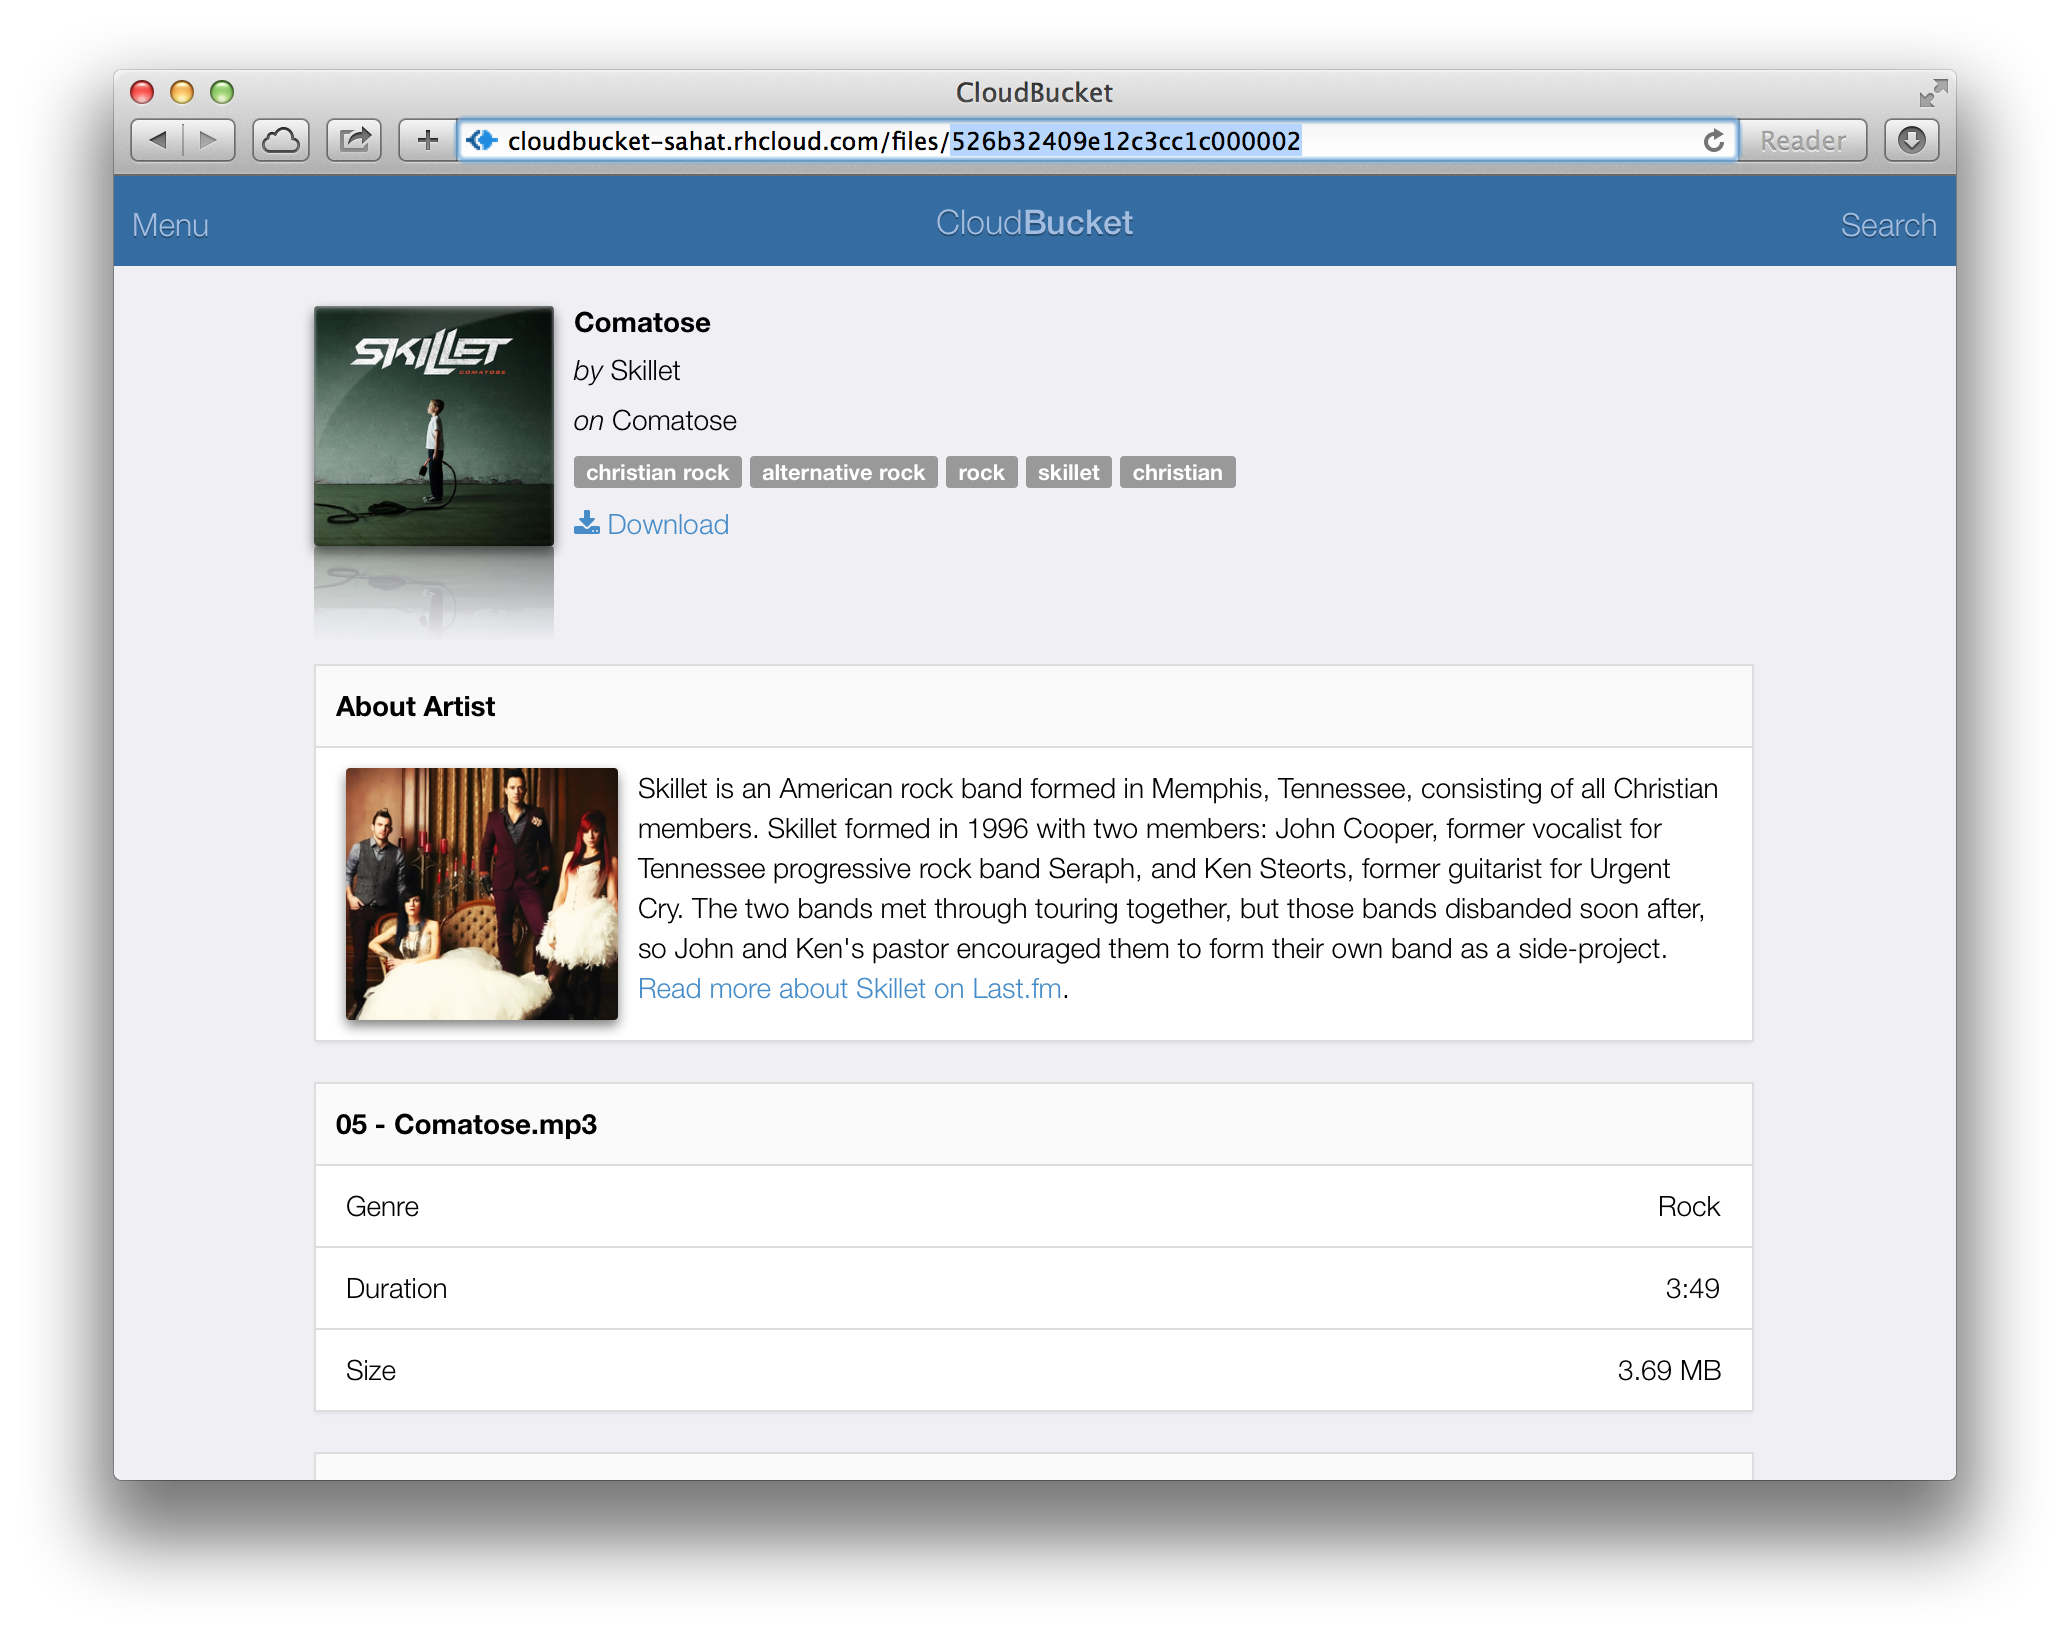 CloudBucket
cloudbucket-sahat.rhcloud.com/files/526b32409e12c3cc1c000002
Reader
Menu
CloudBucket
Search
SKILLET
COMATOSE
Comatose
by Skillet
on Comatose
christian rock alternative rock rock skillet christian
Download
About Artist
Skillet is an American rock band formed in Memphis, Tennessee, consisting of all Christian
members. Skillet formed in 1996 with two members: John Cooper, former vocalist for
Tennessee progressive rock band Seraph, and Ken Steorts, former guitarist for Urgent
Cry. The two bands met through touring together, but those bands disbanded soon after,
so John and Ken's pastor encouraged them to form their own band as a side-project.
Read more about Skillet on Last.fm.
05 - Comatose.mp3
Genre Rock
Duration 3:49
Size 3.69 MB